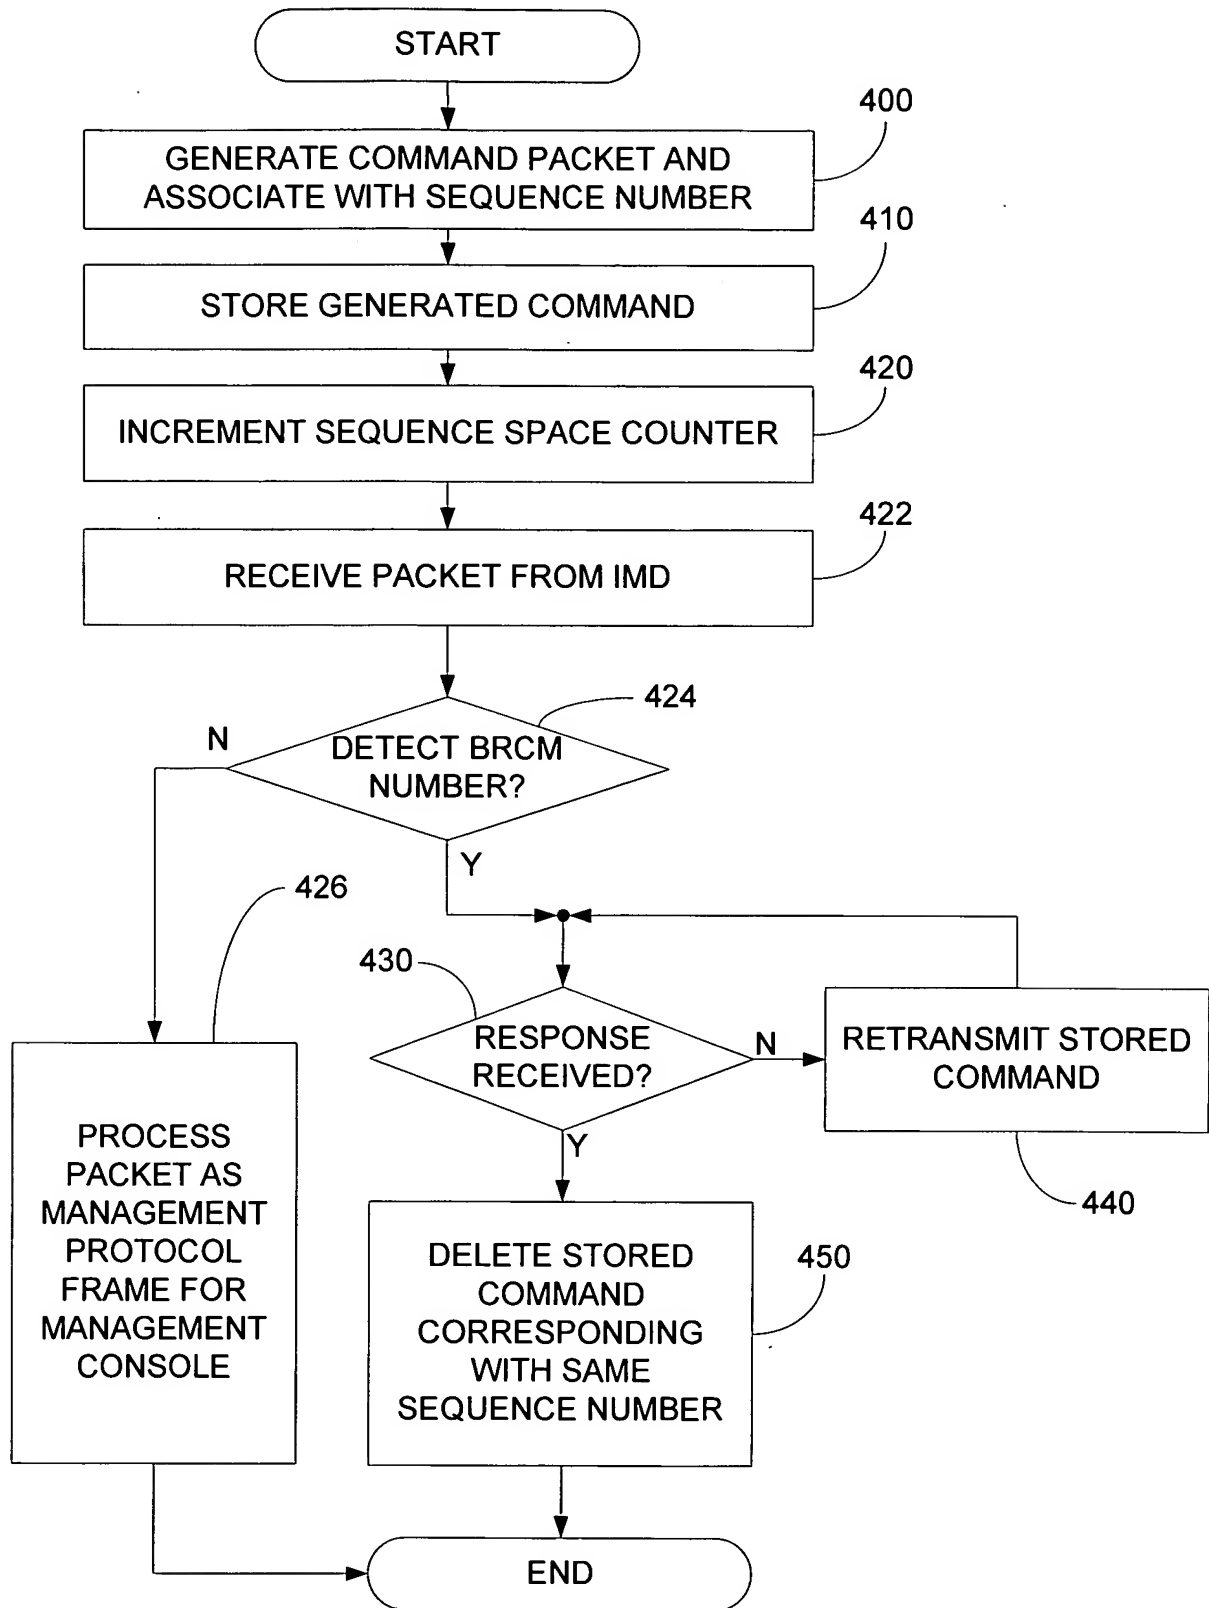 START
400
GENERATE COMMAND PACKET AND
ASSOCIATE WITH SEQUENCE NUMBER
410
STORE GENERATED COMMAND
420
INCREMENT SEQUENCE SPACE COUNTER
422
RECEIVE PACKET FROM IMD
424
N
DETECT BRCM
NUMBER?
Y
426
430
RESPONSE
RECEIVED?
N
RETRANSMIT STORED
COMMAND
440
Y
PROCESS
PACKET AS
MANAGEMENT
PROTOCOL
FRAME FOR
MANAGEMENT
CONSOLE
DELETE STORED
COMMAND
CORRESPONDING
WITH SAME
SEQUENCE NUMBER
450
END